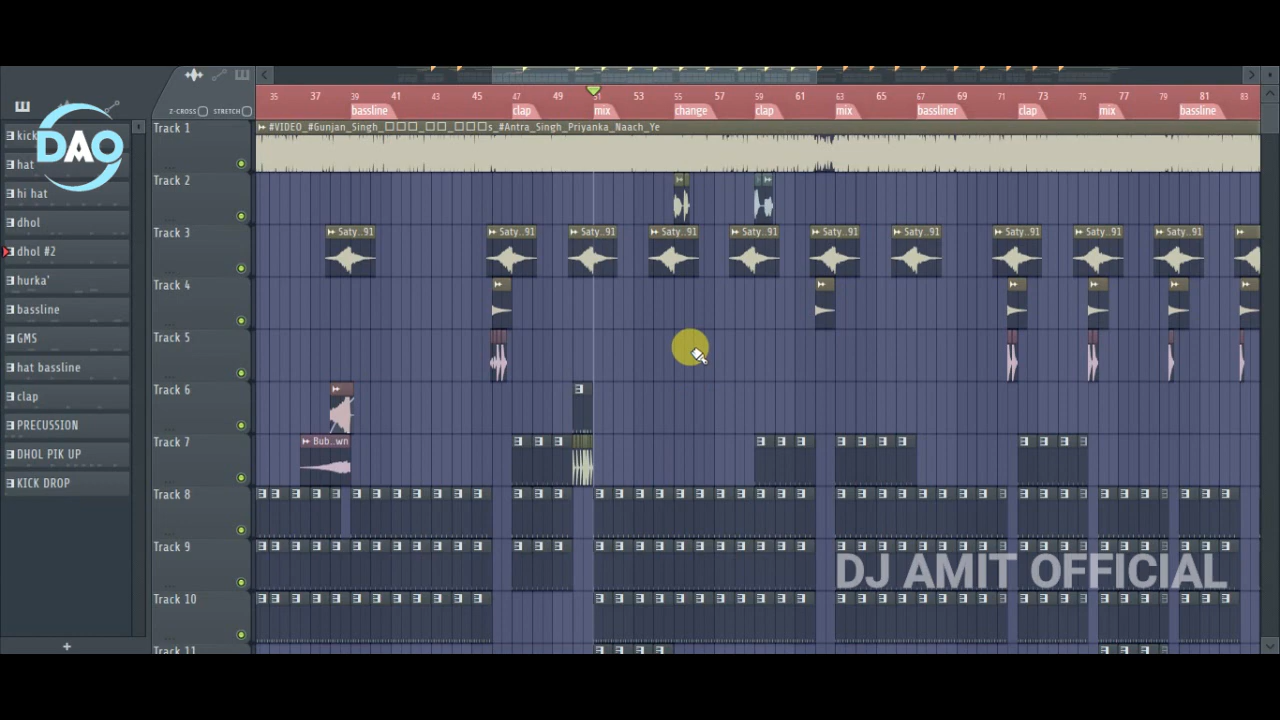 Z-CROSS STRETCH
35 37 39 41 43 45 47 49 51 53 55 57 59 61 63 65 67 69 71 73 75 77 79 81 83
bassline clap mix change clap mix bassliner clap mix bassline
DAO
kick
hat
hi hat
dhol
dhol #2
hurka'
bassline
GMS
hat bassline
clap
PRECUSSION
DHOL PIK UP
KICK DROP
+
Track 1
#VIDEO_#Gunjan_Singh_□□□_□□_□□□s_#Antra_Singh_Priyanka_Naach_Ye
Track 2
Track 3
Saty..91 Saty..91 Saty..91 Saty..91 Saty..91 Saty..91 Saty..91 Saty..91 Saty..91 Saty..91
Track 4
Track 5
Track 6
Track 7
Bub..wn
Track 8
Track 9
DJ AMIT OFFICIAL
Track 10
Track 11